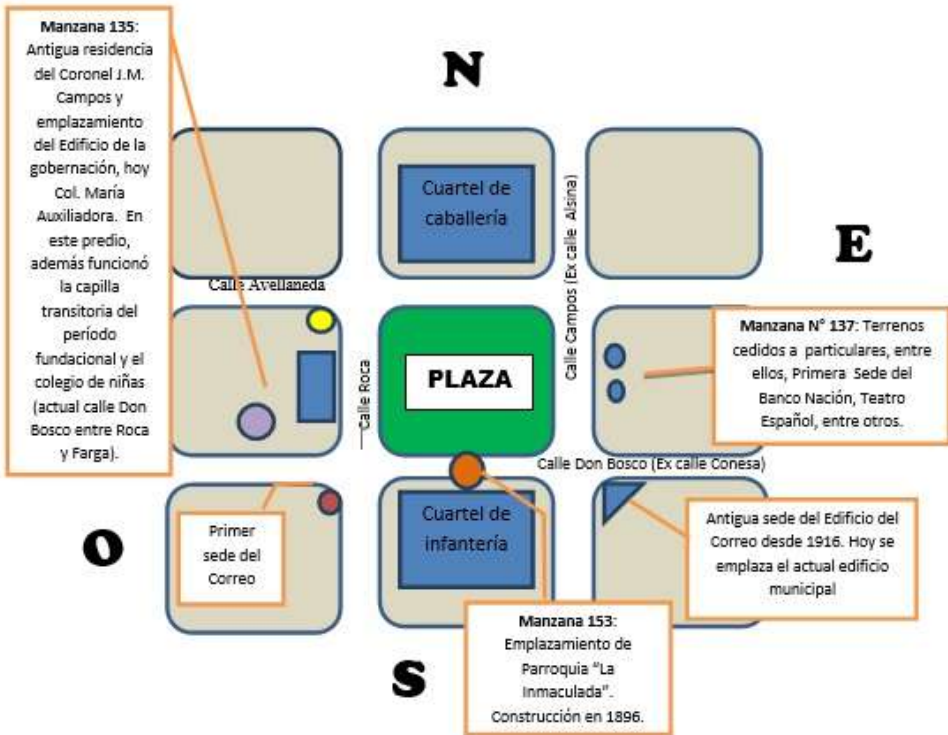 Manzana 135:
Antigua residencia
del Coronel J.M.
Campos y
emplazamiento
del Edificio de la
gobernación, hoy
Col. María
Auxiliadora. En
este predio,
además funcionó
la capilla
transitoria del
período
fundacional y el
colegio de niñas
(actual calle Don
Bosco entre Roca
y Farga).
N
Cuartel de
caballería
Calle Campos (Ex calle Alsina)
E
Calle Avellaneda
Calle Roca
PLAZA
Manzana N° 137: Terrenos
cedidos a particulares, entre
ellos, Primera Sede del
Banco Nación, Teatro
Español, entre otros.
Calle Don Bosco (Ex calle Conesa)
O
Primer
sede del
Correo
Cuartel de
infantería
Antigua sede del Edificio del
Correo desde 1916. Hoy se
emplaza el actual edificio
municipal
S
Manzana 153:
Emplazamiento de
Parroquia “La
Inmaculada”.
Construcción en 1896.